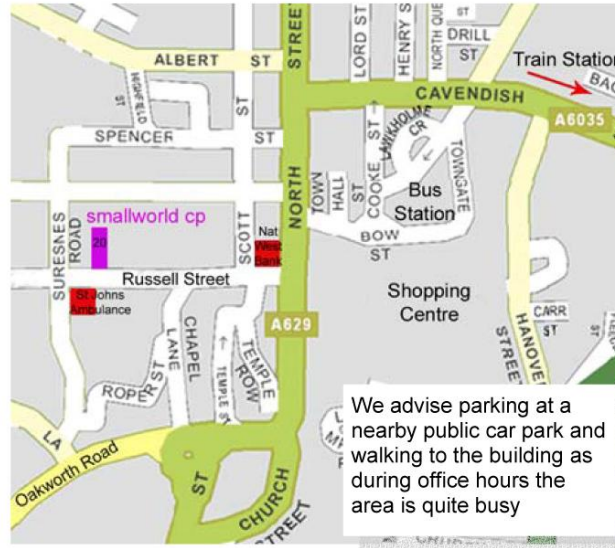 ALBERT ST
STREET
LORD ST
HENRY S
NORTH QUE
DRILL
ST
Train Station
BAC
HIGHFIELD
ST
CAVENDISH
A6035
SPENCER ST
ST
COOKE ST
LAWKHOLME
CR
TOWNGATE
Bus
Station
TOWN
HALL
ST
BOW
ST
NORTH
SURESNES
ROAD
smallworld cp
20
SCOTT
Nat
West
Bank
Russell Street
St Johns
Ambulance
Shopping
Centre
A629
CHAPEL
LANE
TEMPLE ST
TEMPLE
ROW
ROPER ST
CARR
ST
HANOVER
STREET
LA
Oakworth Road
ST
CHURCH
STREET
We advise parking at a
nearby public car park and
walking to the building as
during office hours the
area is quite busy